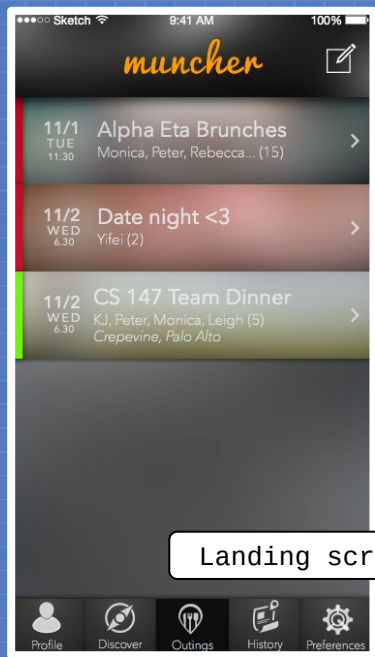 Sketch 9:41 AM 100%
muncher
11/1
TUE
11.30
Alpha Eta Brunches
Monica, Peter, Rebecca... (15)
11/2
WED
6.30
Date night <3
Yifei (2)
11/2
WED
6.30
CS 147 Team Dinner
KJ, Peter, Monica, Leigh (5)
Crepevine, Palo Alto
Landing scr
Profile Discover Outings History Preferences